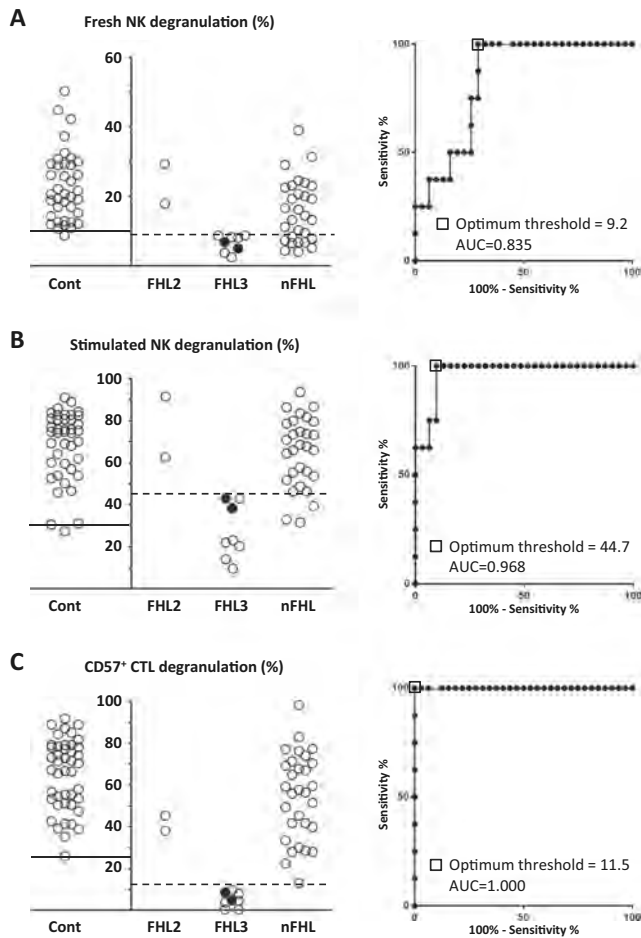 A
Fresh NK degranulation (%)
60
40
20
Cont
FHL2
FHL3
nFHL
100
50
0
0
50
100
Sensitivity %
Optimum threshold = 9.2
AUC=0.835
100% - Sensitivity %
B
Stimulated NK degranulation (%)
100
80
60
40
20
Cont
FHL2
FHL3
nFHL
100
50
0
0
50
100
Sensitivity %
Optimum threshold = 44.7
AUC=0.968
100% - Sensitivity %
C
CD57⁺ CTL degranulation (%)
100
80
60
40
20
Cont
FHL2
FHL3
nFHL
100
50
0
0
50
100
Sensitivity %
Optimum threshold = 11.5
AUC=1.000
100% - Sensitivity %